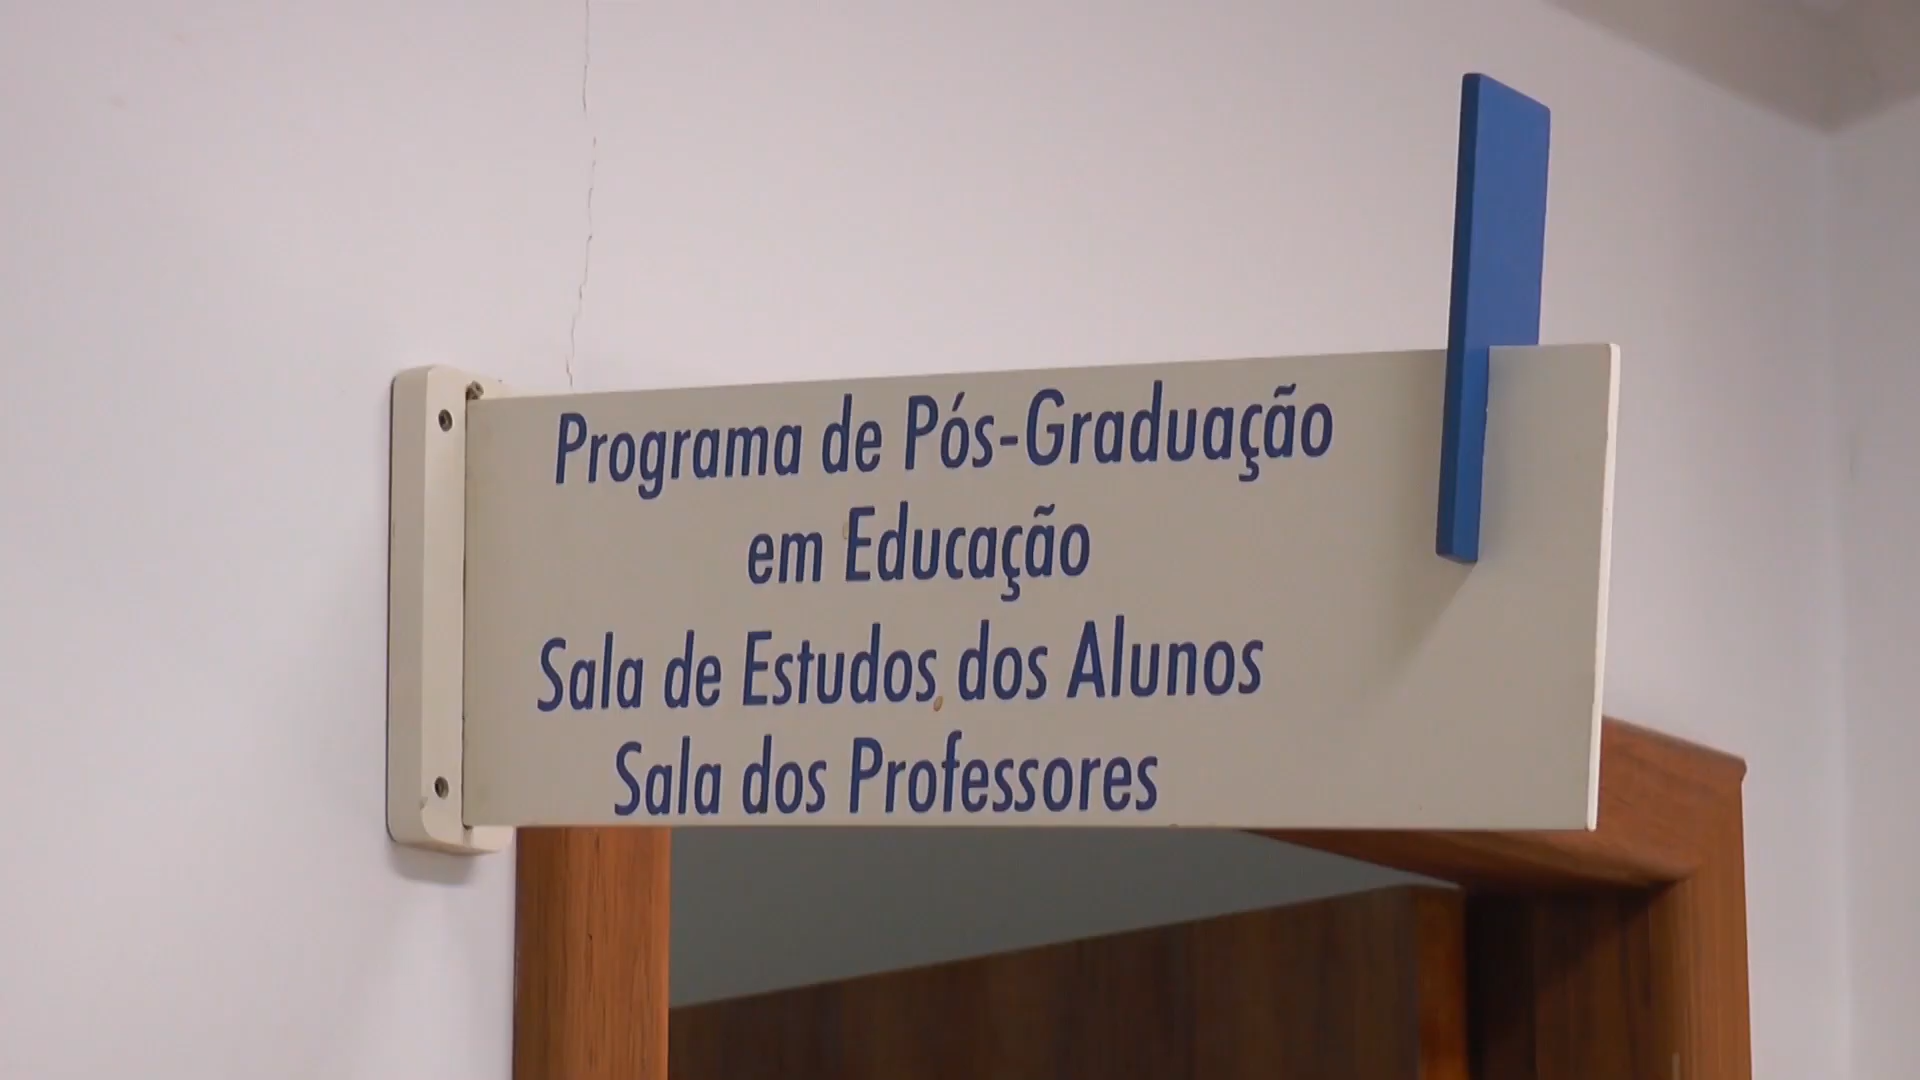 Programa de Pós-Graduação
em Educação
Sala de Estudos dos Alunos
Sala dos Professores